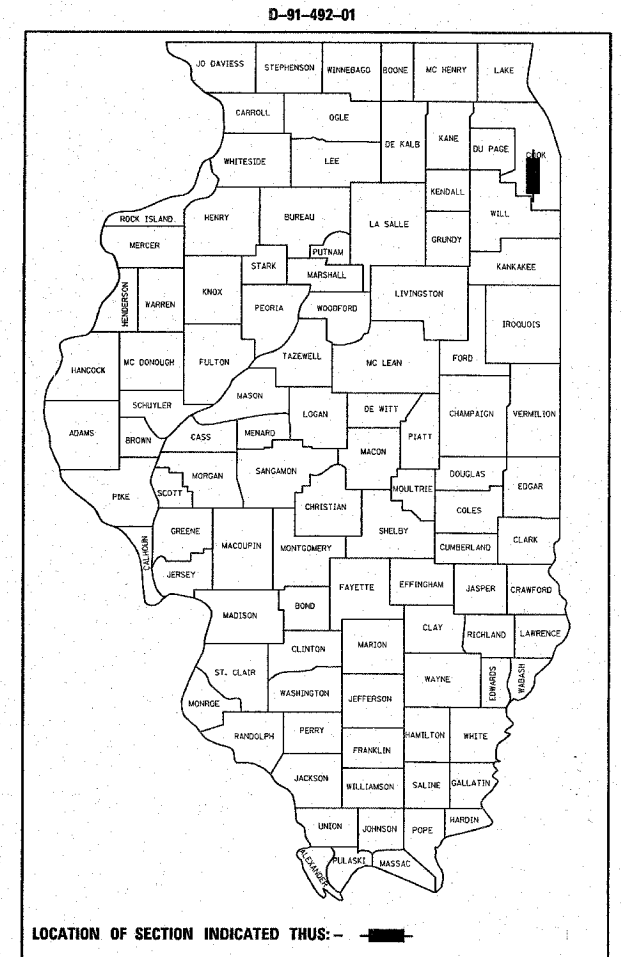 D-91-492-01
JO DAVIESS STEPHENSON WINNEBAGO BOONE MC HENRY LAKE
CARROLL OGLE DE KALB KANE DU PAGE COOK
WHITESIDE LEE
KENDALL WILL
ROCK ISLAND HENRY BUREAU LA SALLE GRUNDY
MERCER PUTNAM
STARK MARSHALL KANKAKEE
HENDERSON WARREN KNOX PEORIA WOODFORD LIVINGSTON IROQUOIS
HANCOCK MC DONOUGH FULTON TAZEWELL MC LEAN FORD
SCHUYLER MASON LOGAN DE WITT CHAMPAIGN VERMILION
ADAMS BROWN CASS MENARD MACON PIATT
PIKE SCOTT MORGAN SANGAMON MOULTRIE DOUGLAS EDGAR
CHRISTIAN COLES
CALHOUN GREENE MACOUPIN MONTGOMERY SHELBY CUMBERLAND CLARK
JERSEY FAYETTE EFFINGHAM JASPER CRAWFORD
MADISON BOND CLAY RICHLAND LAWRENCE
CLINTON MARION
ST. CLAIR WASHINGTON WAYNE EDWARDS WABASH
MONROE JEFFERSON
RANDOLPH PERRY HAMILTON WHITE
FRANKLIN
JACKSON WILLIAMSON SALINE GALLATIN
UNION JOHNSON POPE HARDIN
ALEXANDER PULASKI MASSAC
LOCATION OF SECTION INDICATED THUS: -